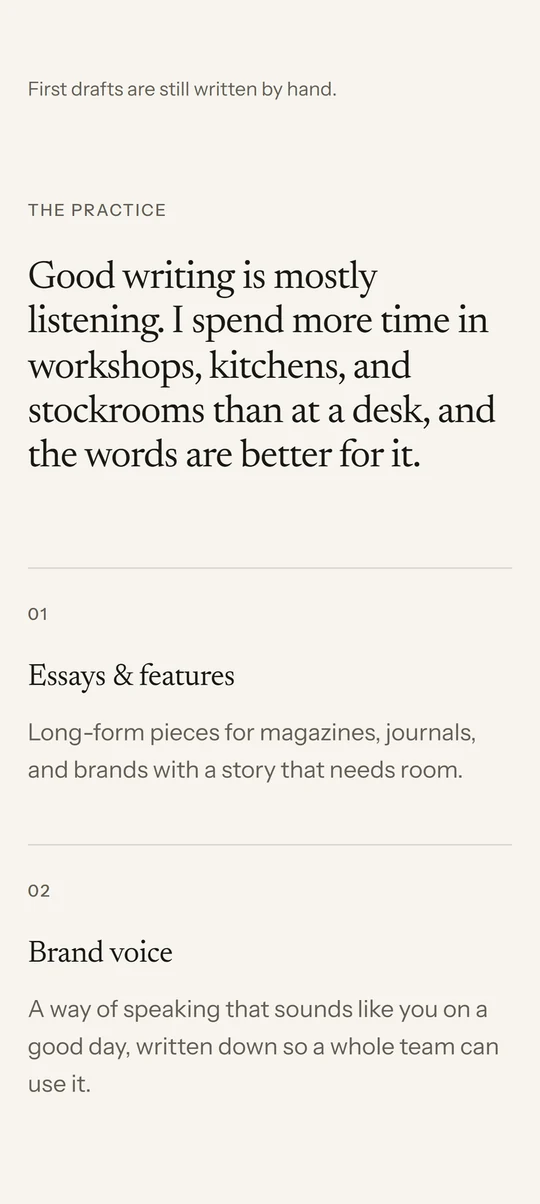 First drafts are still written by hand.
THE PRACTICE
Good writing is mostly
listening. I spend more time in
workshops, kitchens, and
stockrooms than at a desk, and
the words are better for it.
01
Essays & features
Long-form pieces for magazines, journals,
and brands with a story that needs room.
02
Brand voice
A way of speaking that sounds like you on a
good day, written down so a whole team can
use it.